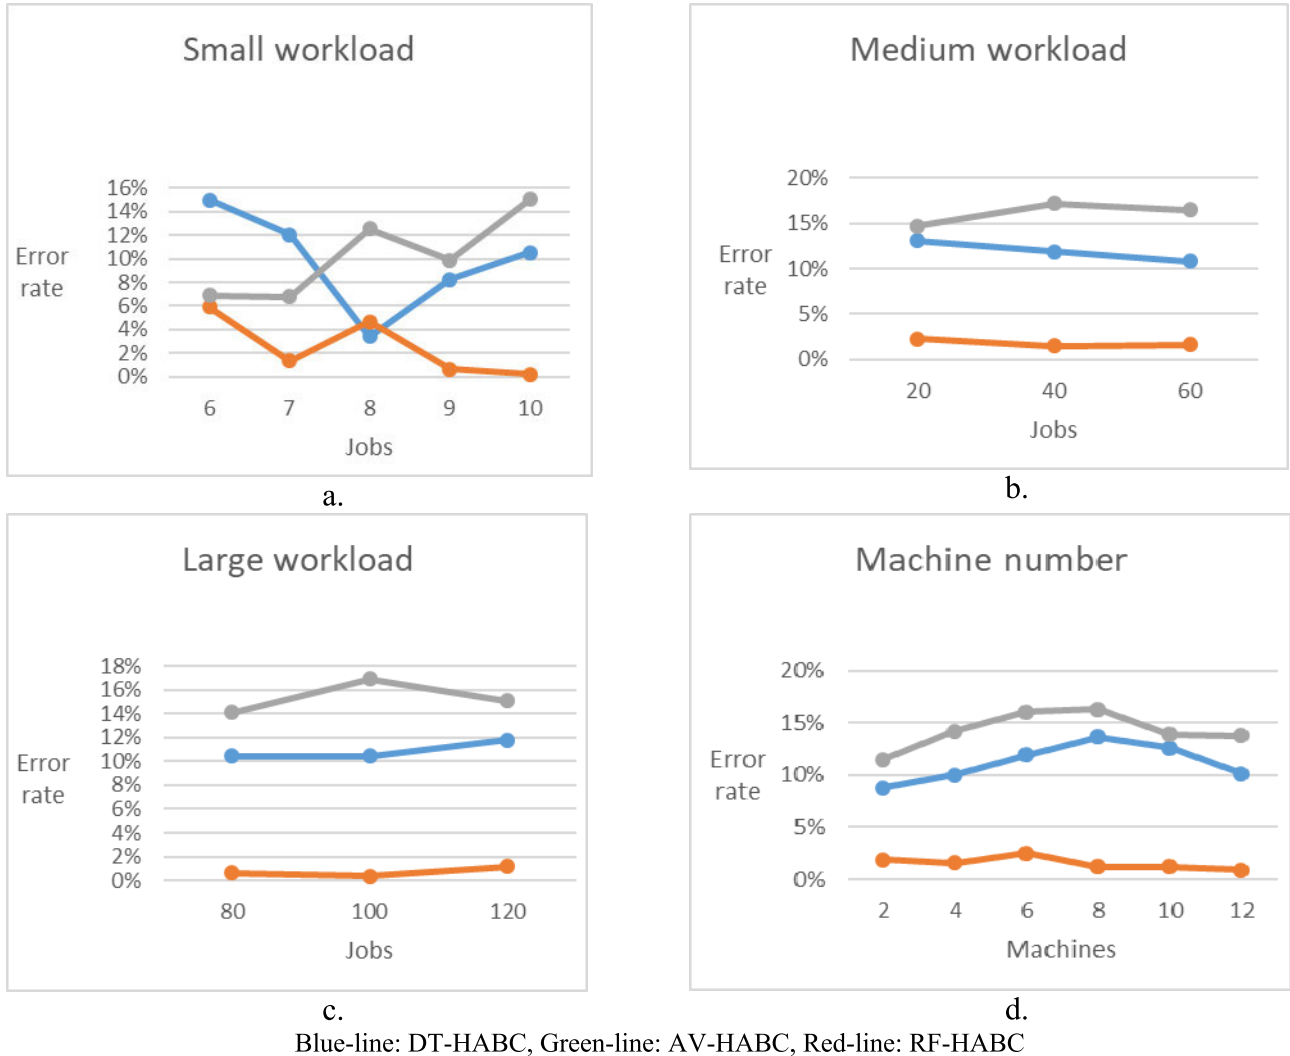 Small workload
16%
14%
12%
10%
8%
6%
4%
2%
0%
Error
rate
6 7 8 9 10
Jobs
a.
Medium workload
20%
15%
10%
5%
0%
Error
rate
20 40 60
Jobs
b.
Large workload
18%
16%
14%
12%
10%
8%
6%
4%
2%
0%
Error
rate
80 100 120
Jobs
c.
Machine number
20%
15%
10%
5%
0%
Error
rate
2 4 6 8 10 12
Machines
d.
Blue-line: DT-HABC, Green-line: AV-HABC, Red-line: RF-HABC